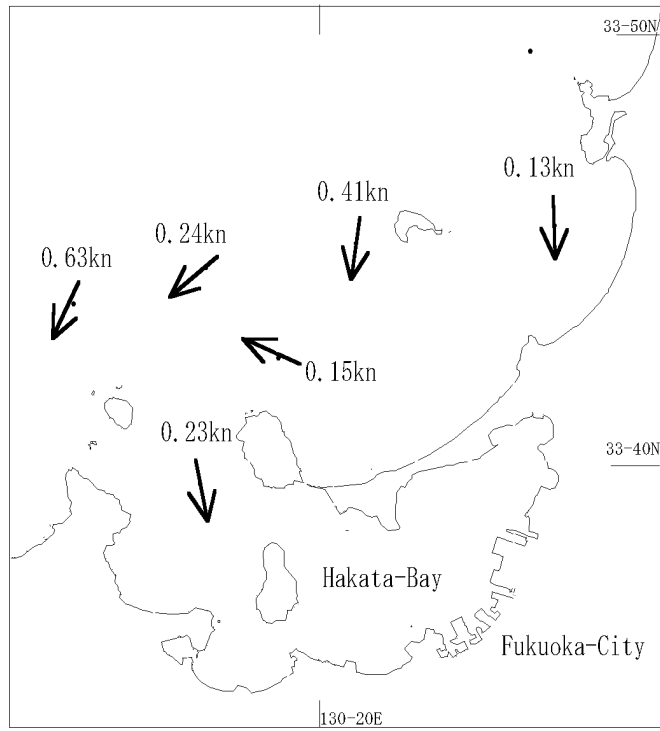 33-50N
0.13kn
0.41kn
0.24kn
0.63kn
0.15kn
0.23kn
33-40N
Hakata-Bay
Fukuoka-City
130-20E